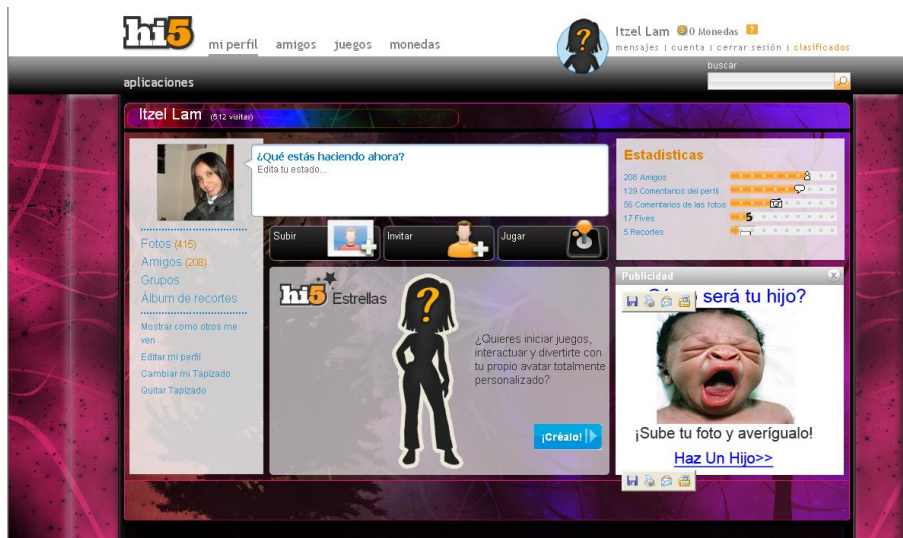 hi5
mi perfil amigos juegos monedas
Itzel Lam 0 Monedas ?
mensajes | cuenta | cerrar sesión | clasificados
buscar
aplicaciones
Itzel Lam (512 visitas)
¿Qué estás haciendo ahora?
Edita tu estado...
Fotos (415)
Amigos (208)
Grupos
Álbum de recortes
Mostrar como otros me
ven
Editar mi perfil
Cambiar mi Tapizado
Quitar Tapizado
Subir
Invitar
Jugar
hi5 Estrellas
?
¿Quieres iniciar juegos,
interactuar y divertirte con
tu propio avatar totalmente
personalizado?
¡Créalo!
Estadísticas
208 Amigos
139 Comentarios del perfil
56 Comentarios de las fotos
17 Fives
5 Recortes
Publicidad
será tu hijo?
¡Sube tu foto y averígualo!
Haz Un Hijo>>